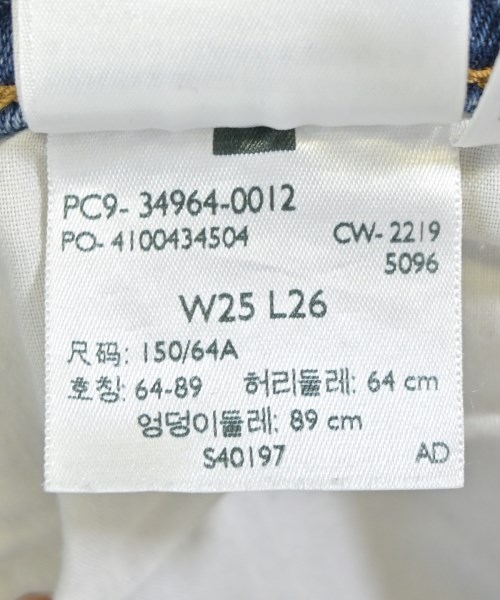 PC9- 34964-0012
PO- 4100434504 CW- 2219
5096
W25 L26
尺码: 150/64A
호칭: 64-89 허리둘레: 64 cm
엉덩이둘레: 89 cm
S40197 AD